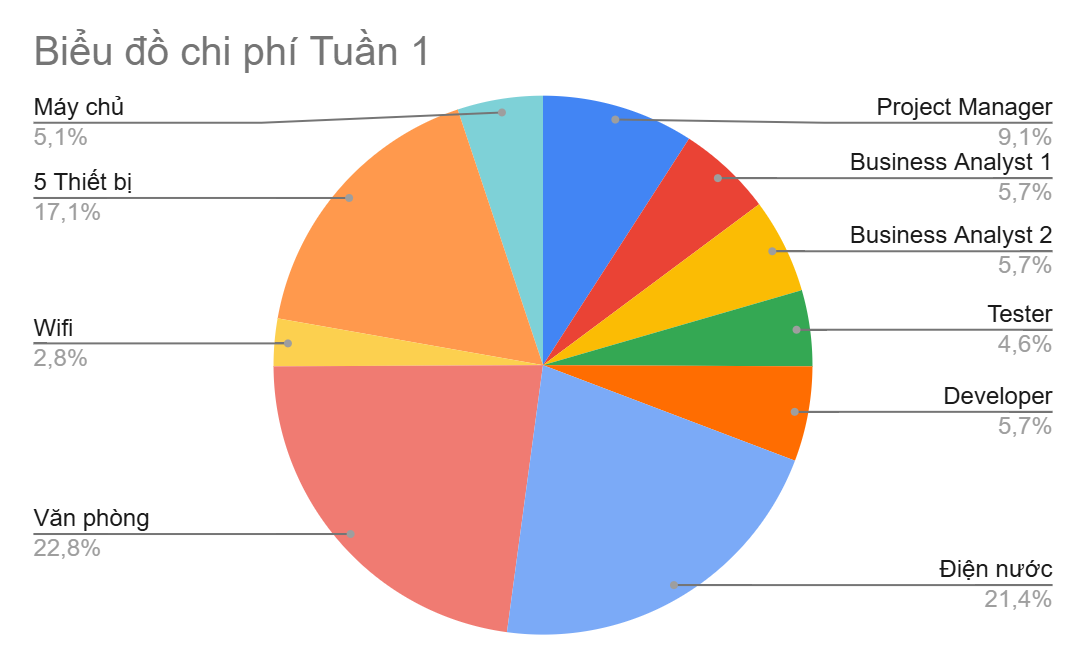 Biểu đồ chi phí Tuần 1
Máy chủ
5,1%
5 Thiết bị
17,1%
Wifi
2,8%
Văn phòng
22,8%
Project Manager
9,1%
Business Analyst 1
5,7%
Business Analyst 2
5,7%
Tester
4,6%
Developer
5,7%
Điện nước
21,4%